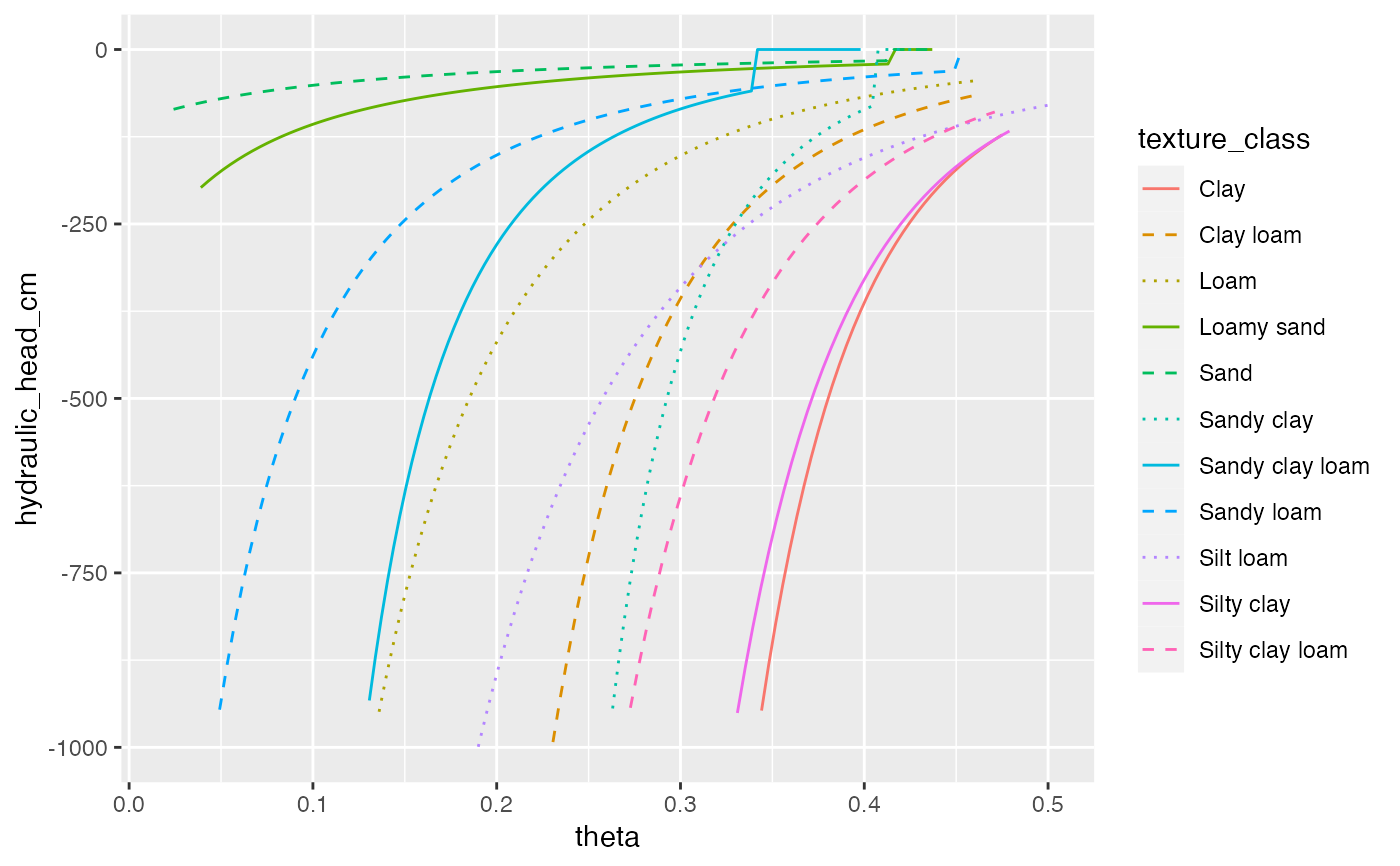 0
-250
-500
-750
-1000
hydraulic_head_cm
0.0 0.1 0.2 0.3 0.4 0.5
theta
texture_class
Clay
Clay loam
Loam
Loamy sand
Sand
Sandy clay
Sandy clay loam
Sandy loam
Silt loam
Silty clay
Silty clay loam